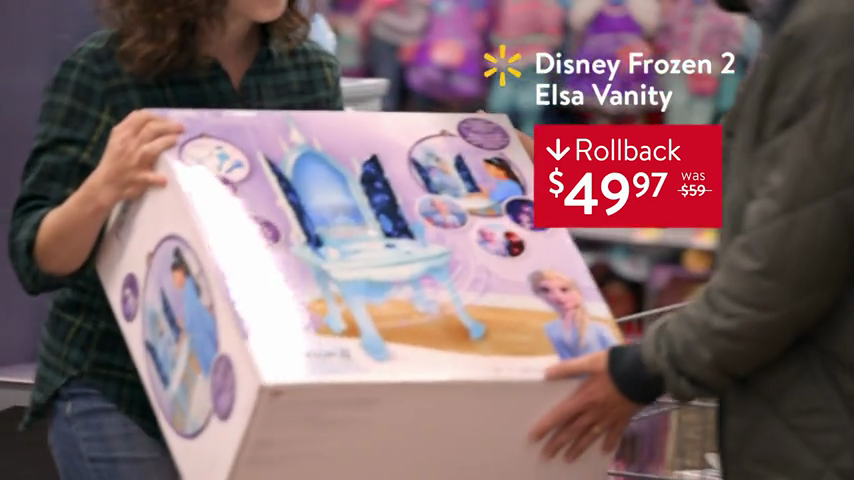 Disney Frozen 2
Elsa Vanity
↓ Rollback
$49.97 was $59